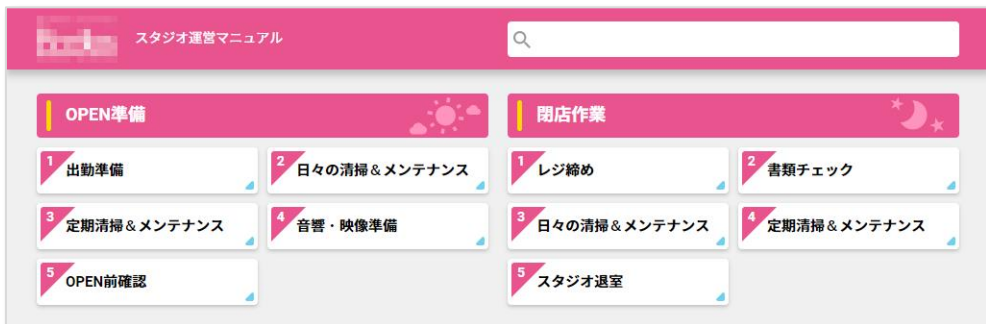 スタジオ運営マニュアル
OPEN準備
1 出勤準備
2 日々の清掃＆メンテナンス
3 定期清掃＆メンテナンス
4 音響・映像準備
5 OPEN前確認
閉店作業
1 レジ締め
2 書類チェック
3 日々の清掃＆メンテナンス
4 定期清掃＆メンテナンス
5 スタジオ退室